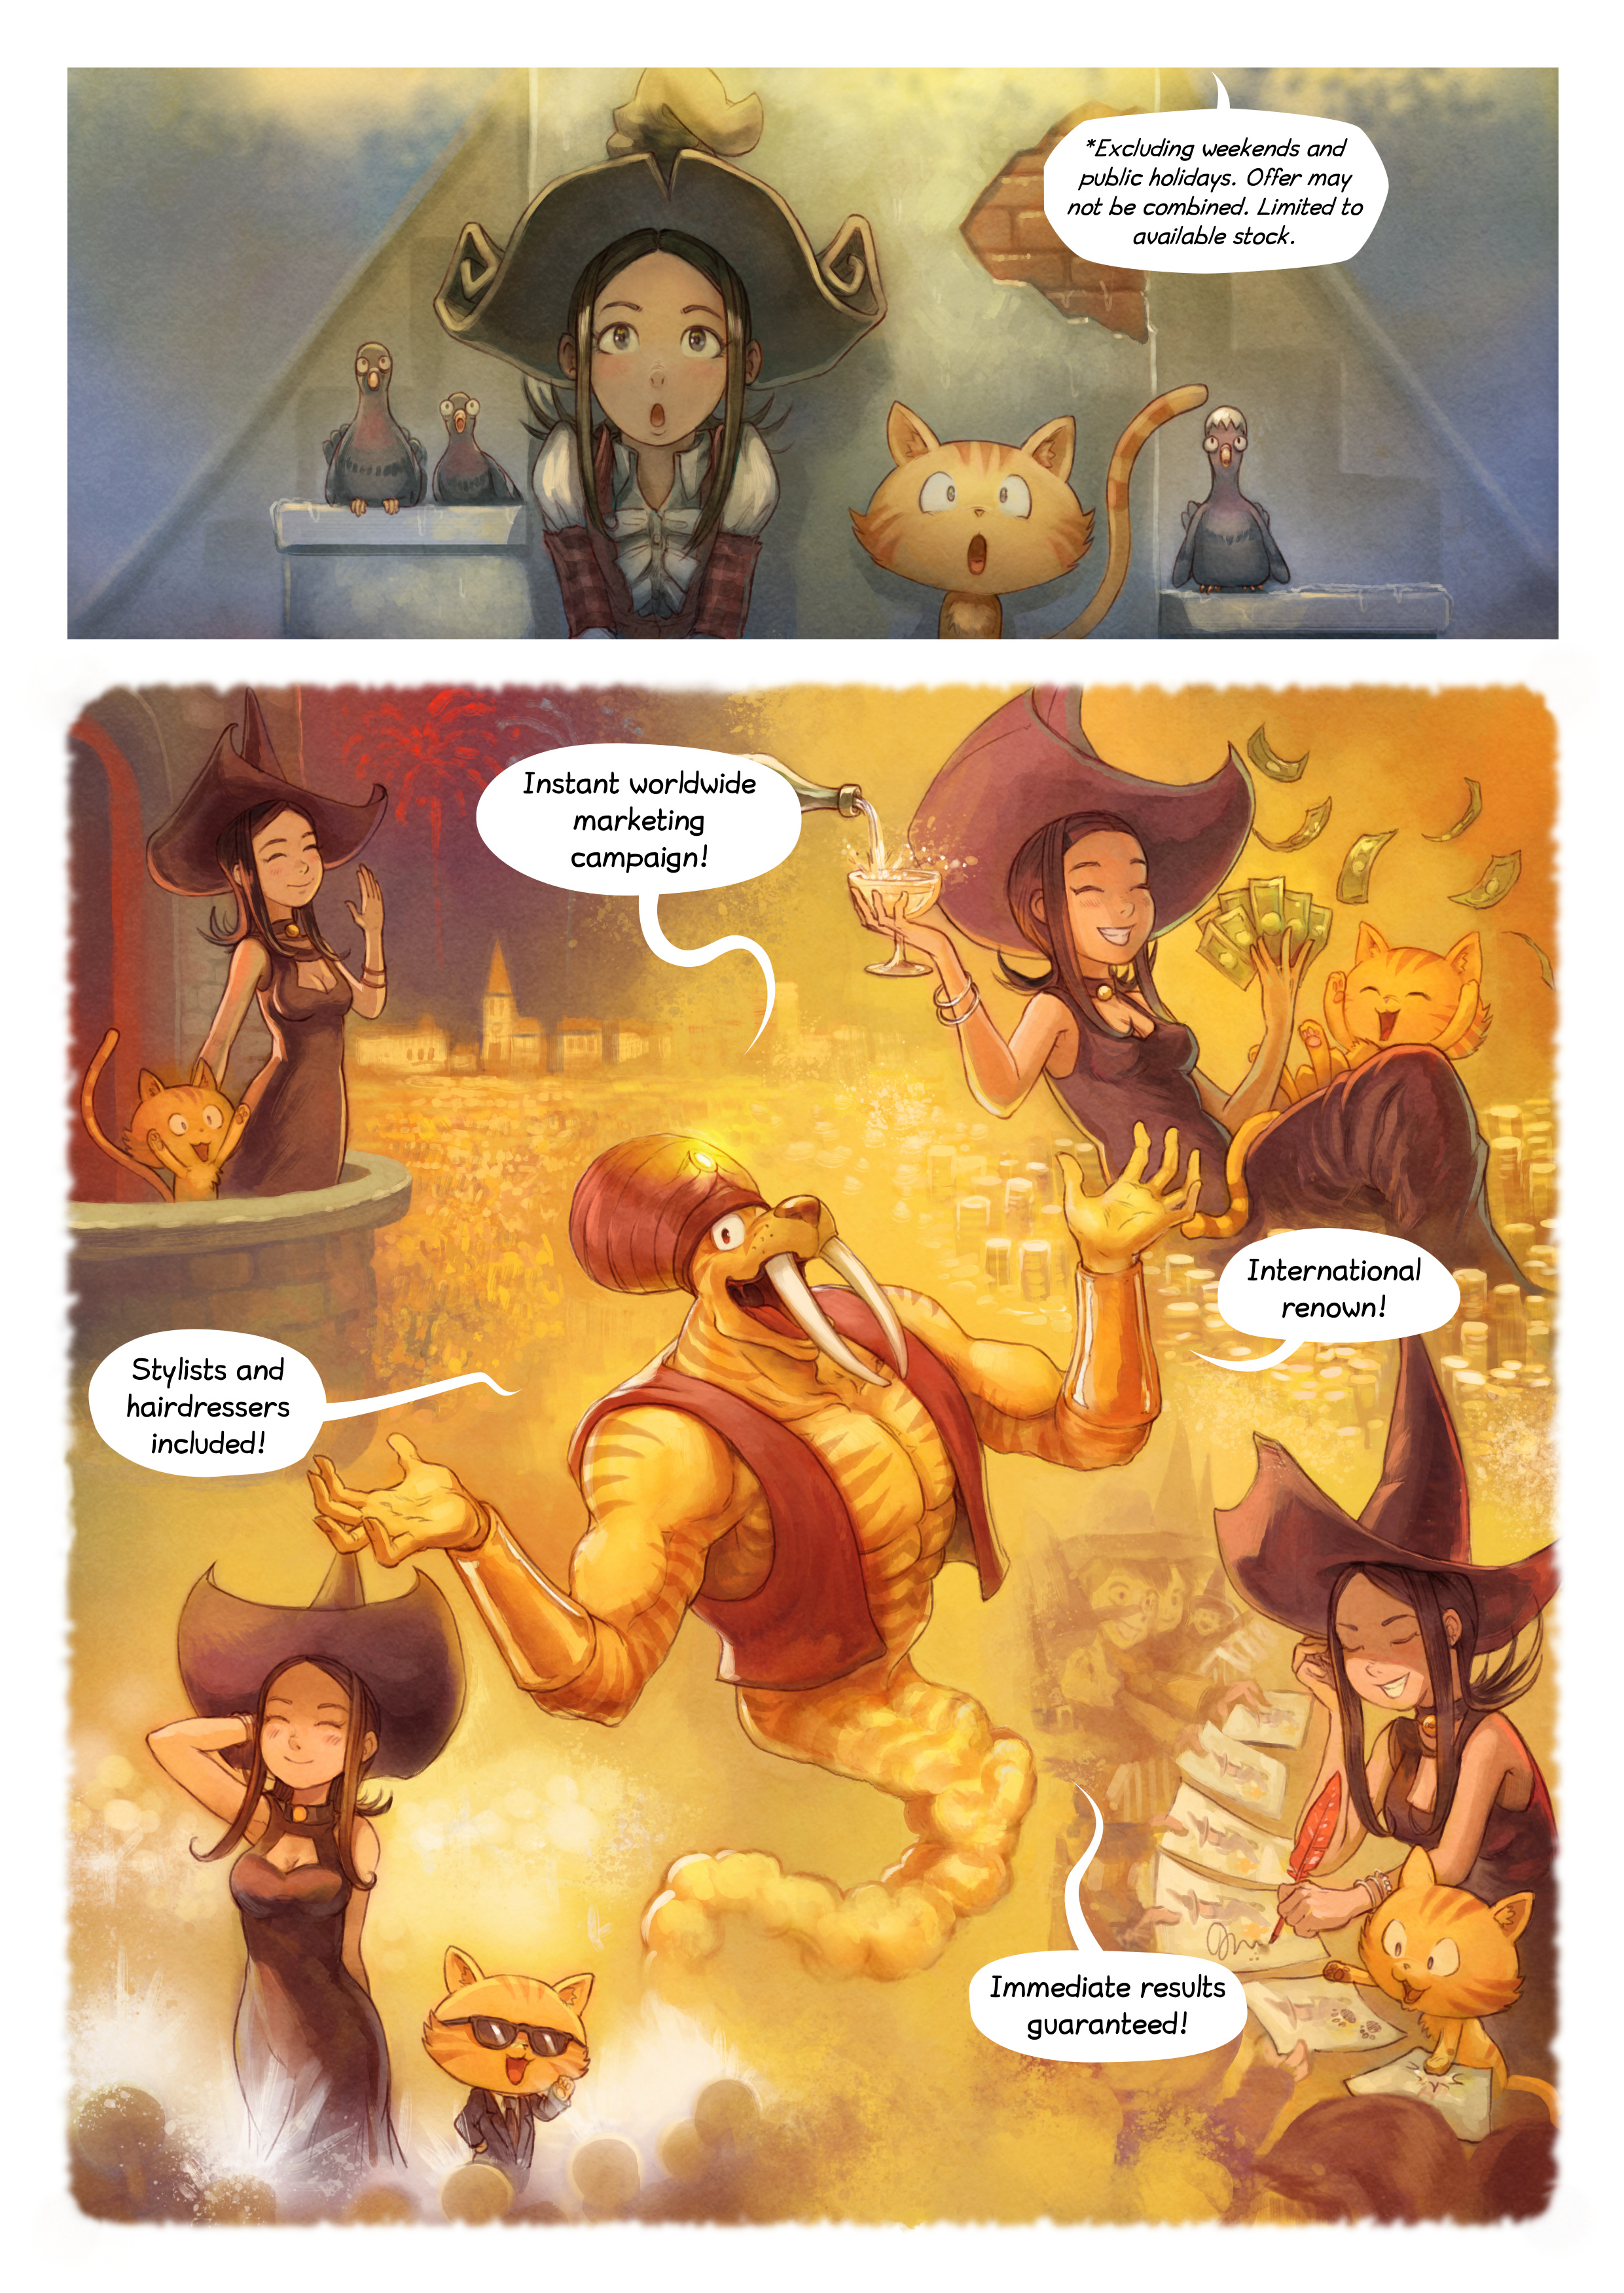 *Excluding weekends and
public holidays. Offer may
not be combined. Limited to
available stock.
Instant worldwide
marketing
campaign!
International
renown!
Stylists and
hairdressers
included!
Immediate results
guaranteed!